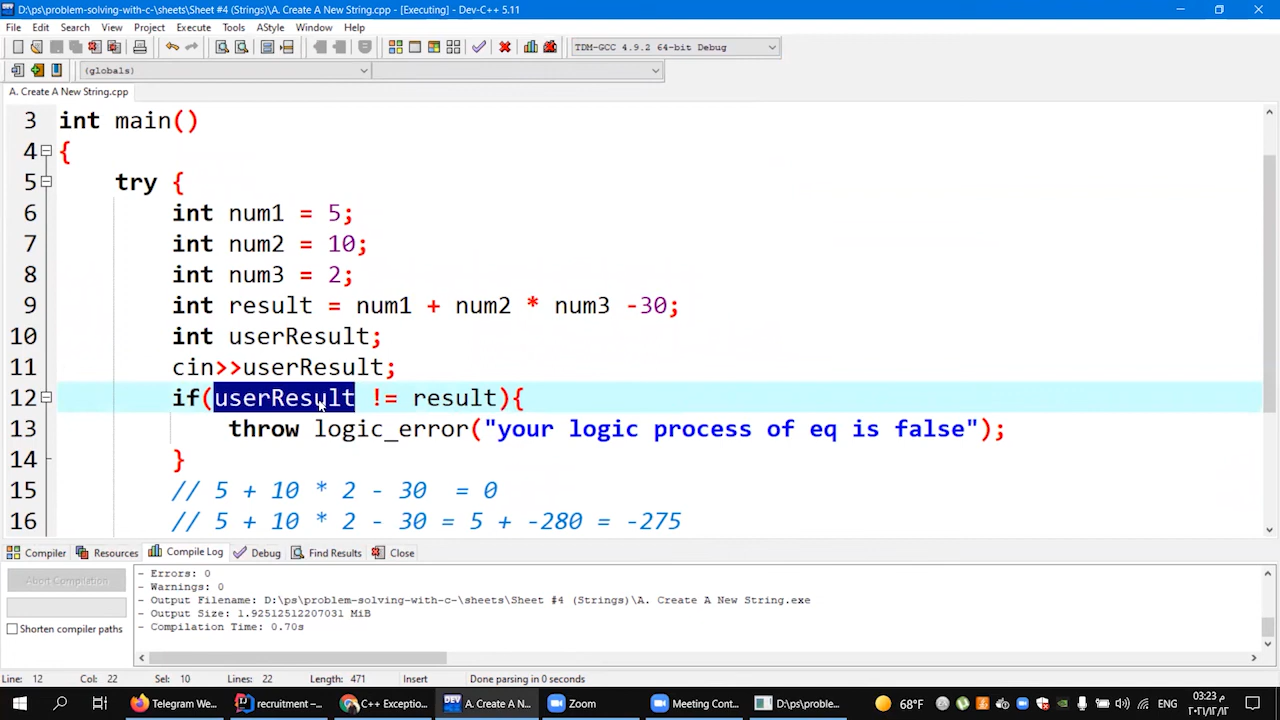 D:\ps\problem-solving-with-c-\sheets\Sheet #4 (Strings)\A. Create A New String.cpp - [Executing] - Dev-C++ 5.11
File Edit Search View Project Execute Tools AStyle Window Help
TDM-GCC 4.9.2 64-bit Debug
(globals)
A. Create A New String.cpp
3 int main()
4 {
5 try {
6 int num1 = 5;
7 int num2 = 10;
8 int num3 = 2;
9 int result = num1 + num2 * num3 -30;
10 int userResult;
11 cin>>userResult;
12 if(userResult != result){
13 throw logic_error("your logic process of eq is false");
14 }
15 // 5 + 10 * 2 - 30 = 0
16 // 5 + 10 * 2 - 30 = 5 + -280 = -275
Compiler Resources Compile Log Debug Find Results Close
Abort Compilation
Shorten compiler paths
- Errors: 0
- Warnings: 0
- Output Filename: D:\ps\problem-solving-with-c-\sheets\Sheet #4 (Strings)\A. Create A New String.exe
- Output Size: 1.92512512207031 MiB
- Compilation Time: 0.70s
Line: 12 Col: 22 Sel: 10 Lines: 22 Length: 471 Insert Done parsing in 0 seconds
Telegram We... recruitment –... C++ Exceptio... A. Create A N... Zoom Meeting Cont... D:\ps\proble... 68°F ENG 03:23 م